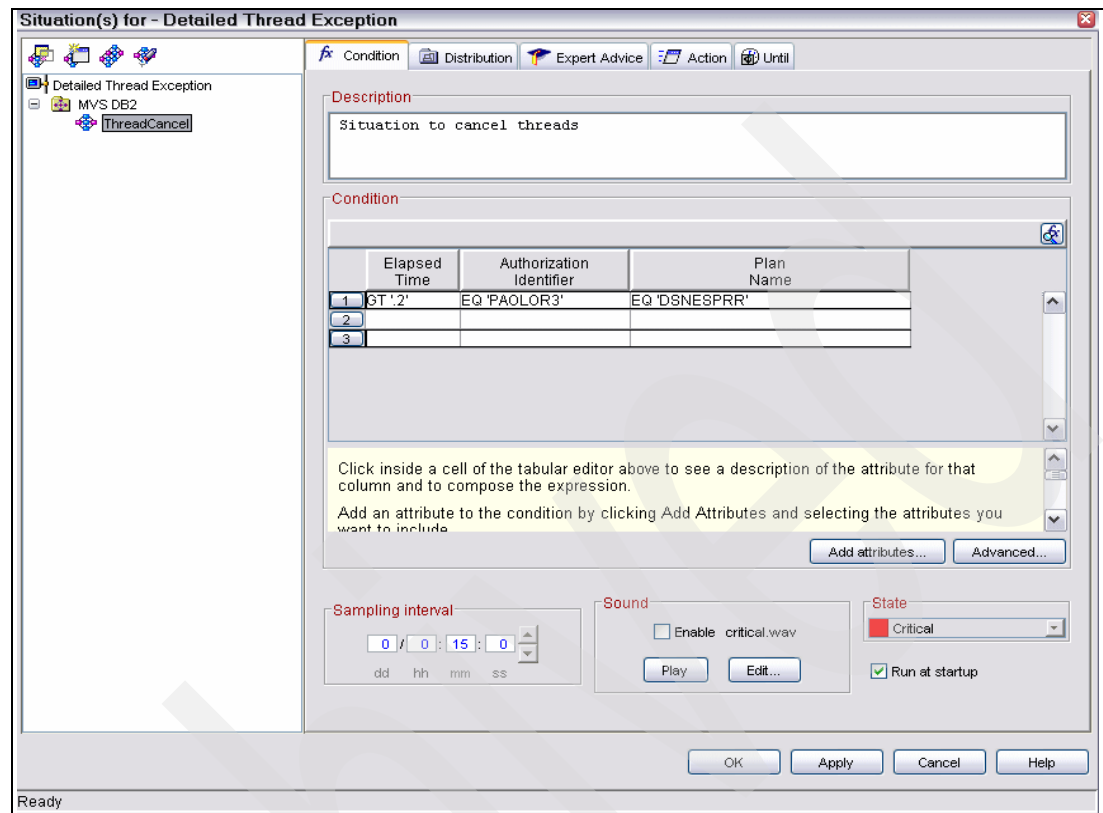 Situation(s) for - Detailed Thread Exception
Detailed Thread Exception
MVS DB2
ThreadCancel
fx Condition Distribution Expert Advice Action Until
Description
Situation to cancel threads
Condition
Elapsed Time Authorization Identifier Plan Name
1 GT '.2' EQ 'PAOLOR3' EQ 'DSNESPRR'
2
3
Click inside a cell of the tabular editor above to see a description of the attribute for that
column and to compose the expression.
Add an attribute to the condition by clicking Add Attributes and selecting the attributes you
want to include
Add attributes... Advanced...
Sampling interval
0 / 0 : 15 : 0
dd hh mm ss
Sound
Enable critical.wav
Play Edit...
State
Critical
Run at startup
OK Apply Cancel Help
Ready